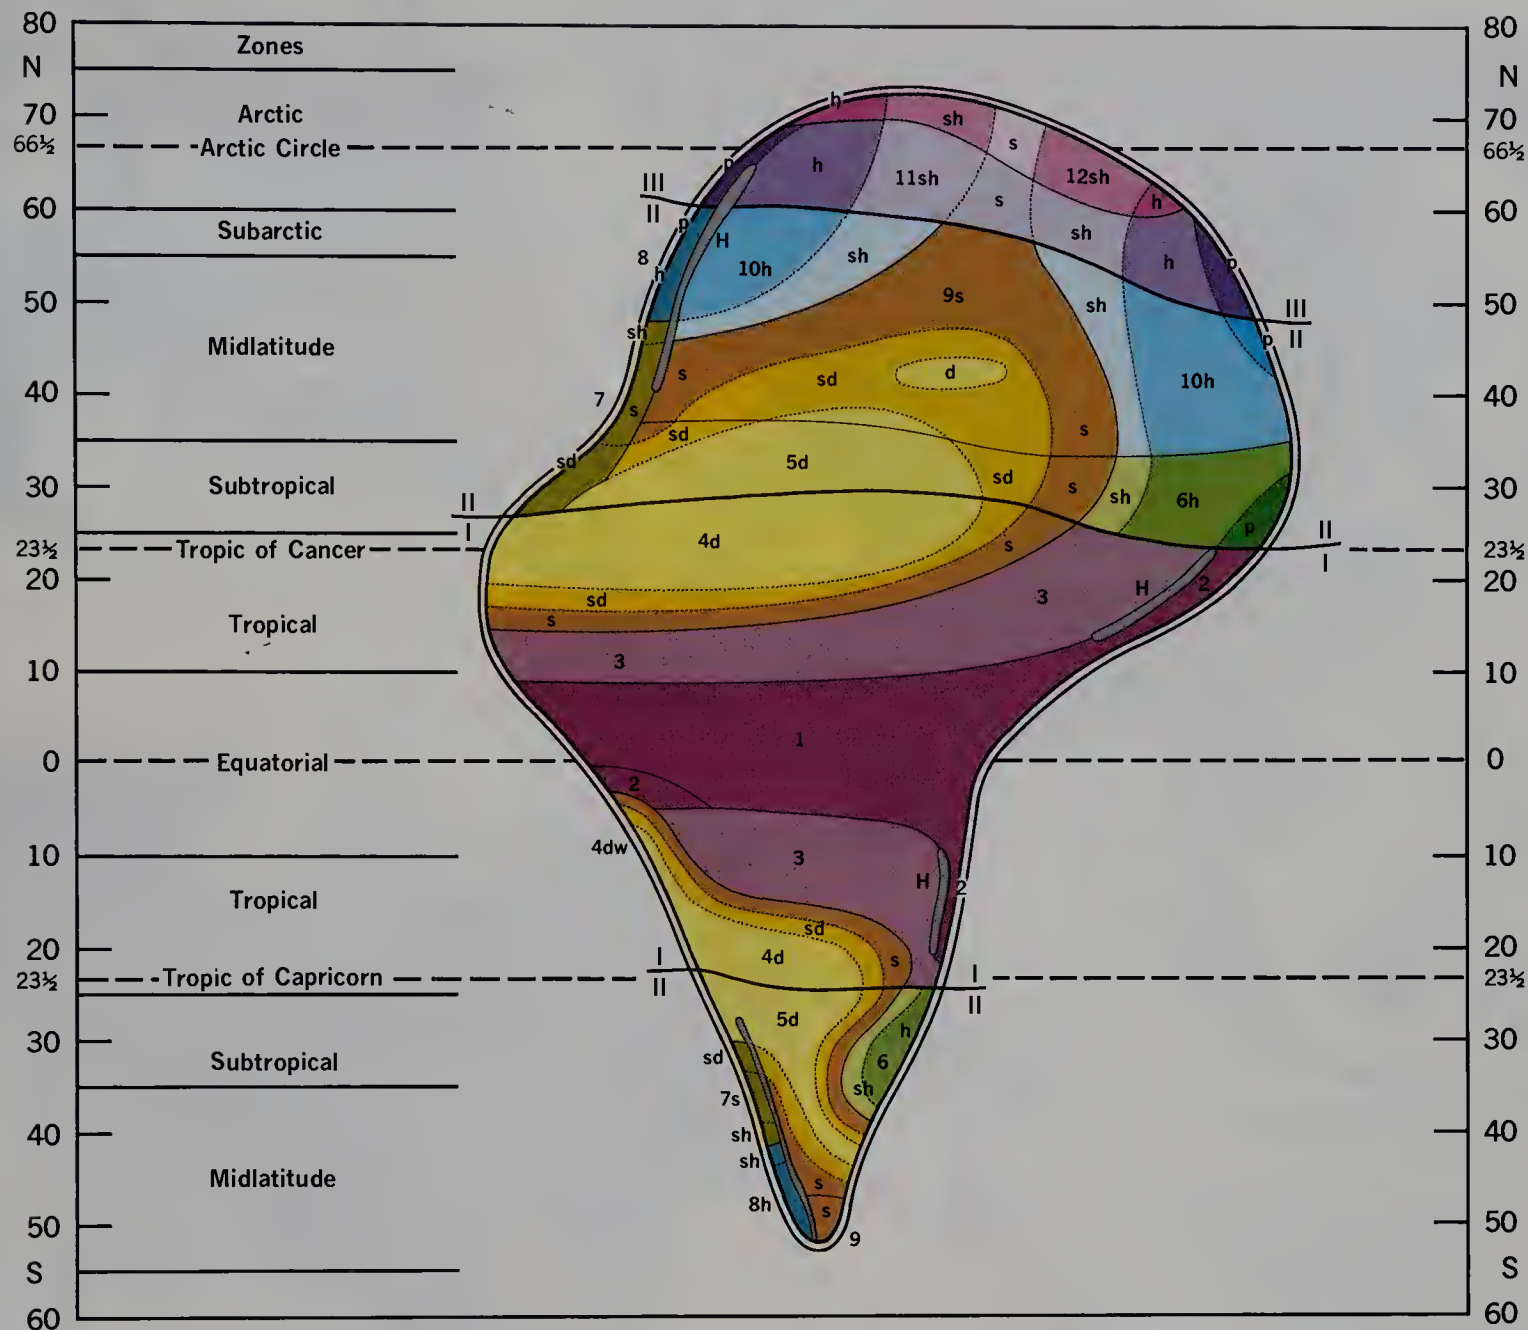 80 80
Zones
N N
70 Arctic h sh 70
66½ Arctic Circle s 66½
p h 11sh 12sh
III s h
60 II p sh 60
Subarctic H sh h p
8 h 10h
50 9s sh III 50
sh p II
Midlatitude
s sd d 10h
40 7 s 40
sd s
sd 5d
30 Subtropical sd s sh 6h 30
II p II
I I
23½ Tropic of Cancer 4d s 23½
20 sd 3 H 2 20
s
Tropical
3
10 10
1
0 Equatorial 0
2
4dw 3
10 H 2 10
Tropical
sd
20 4d s 20
I I
23½ Tropic of Capricorn 23½
II II
5d h
30 30
Subtropical sd 6
7s sh
40 sh 40
sh
Midlatitude s
8h s
50 9 50
S S
60 60